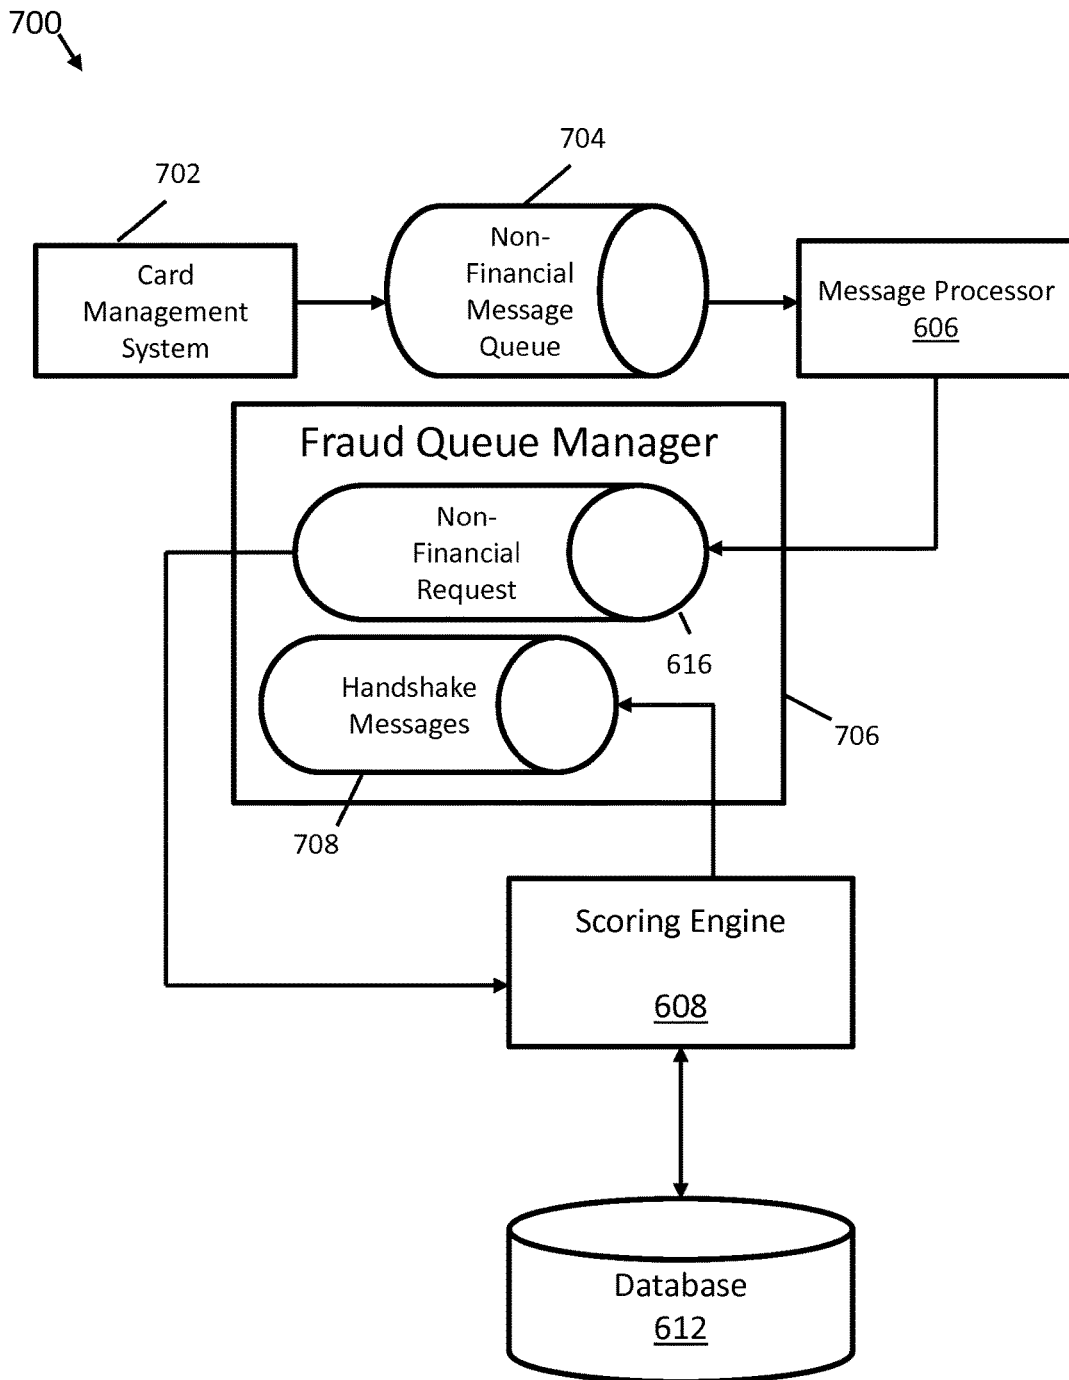 700
702
704
Card
Management
System
Non-
Financial
Message
Queue
Message Processor
606
Fraud Queue Manager
Non-
Financial
Request
616
Handshake
Messages
706
708
Scoring Engine
608
Database
612